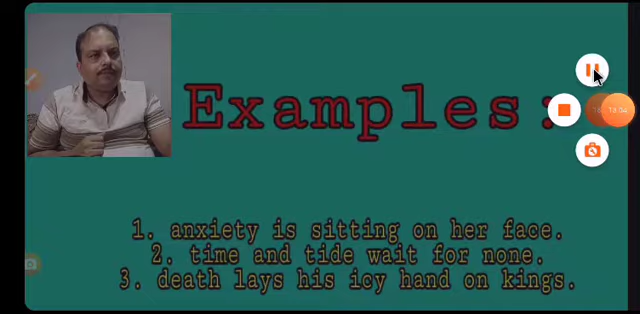 Examples:
1. anxiety is sitting on her face.
2. time and tide wait for none.
3. death lays his icy hand on kings.